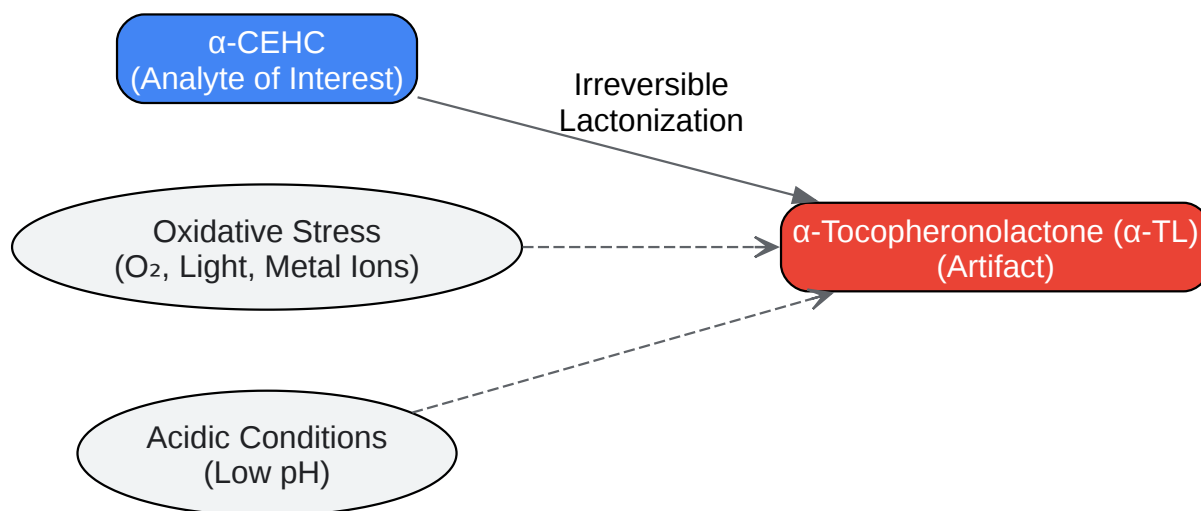 α-CEHC
(Analyte of Interest)
Irreversible
Lactonization
Oxidative Stress
(O₂, Light, Metal Ions)
α-Tocopheronolactone (α-TL)
(Artifact)
Acidic Conditions
(Low pH)